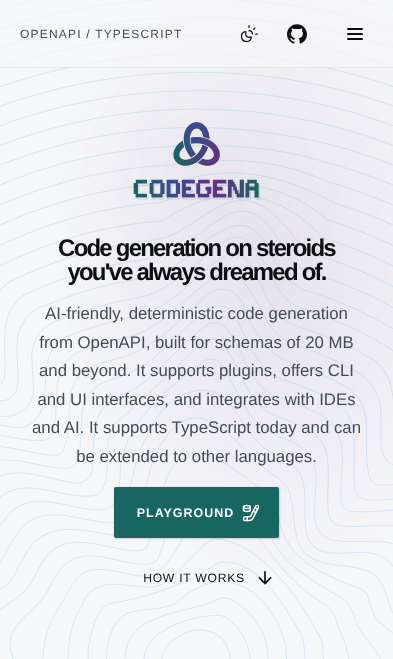 OPENAPI / TYPESCRIPT
CODEGENA
Code generation on steroids
you've always dreamed of.
AI-friendly, deterministic code generation
from OpenAPI, built for schemas of 20 MB
and beyond. It supports plugins, offers CLI
and UI interfaces, and integrates with IDEs
and AI. It supports TypeScript today and can
be extended to other languages.
PLAYGROUND
HOW IT WORKS